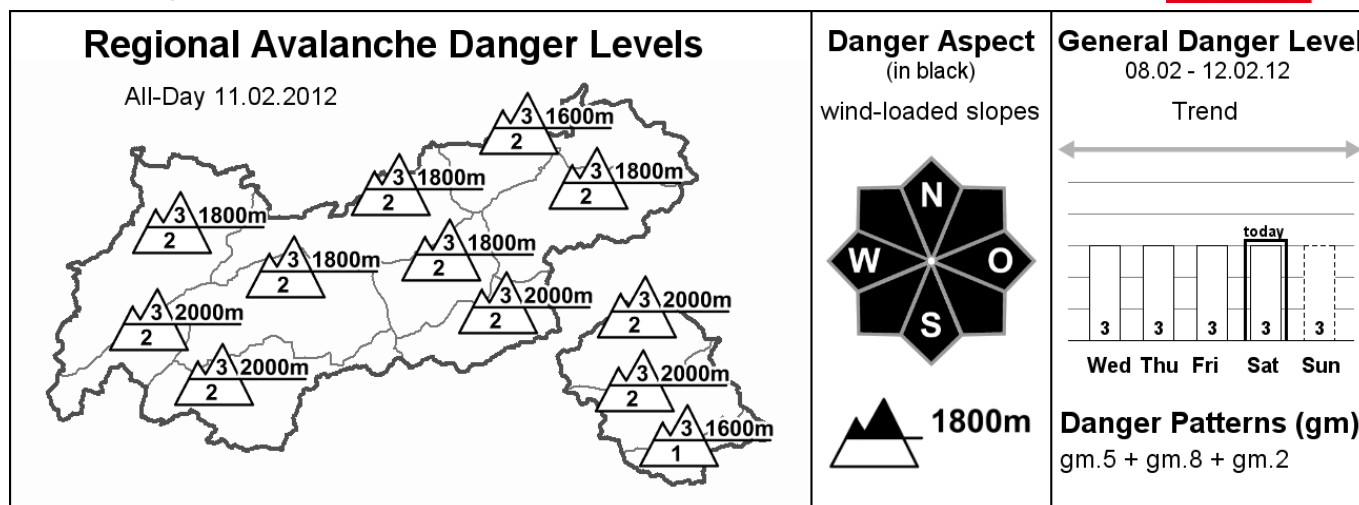 Regional Avalanche Danger Levels
All-Day 11.02.2012
3 1600m
2
3 1800m
2
3 1800m
2
3 1800m
2
3 1800m
2
3 1800m
2
3 2000m
2
3 2000m
2
3 2000m
2
3 2000m
2
3 2000m
2
3 1600m
1
Danger Aspect
(in black)
wind-loaded slopes
N
W O
S
1800m
General Danger Level
08.02 - 12.02.12
Trend
today
3 3 3 3 3
Wed Thu Fri Sat Sun
Danger Patterns (gm)
gm.5 + gm.8 + gm.2